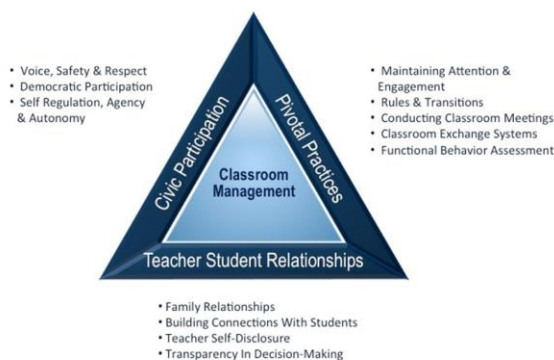 • Voice, Safety & Respect
• Democratic Participation
• Self Regulation, Agency
& Autonomy
Civic Participation
Pivotal Practices
• Maintaining Attention &
Engagement
• Rules & Transitions
• Conducting Classroom Meetings
• Classroom Exchange Systems
• Functional Behavior Assessment
Classroom
Management
Teacher Student Relationships
• Family Relationships
• Building Connections With Students
• Teacher Self-Disclosure
• Transparency In Decision-Making